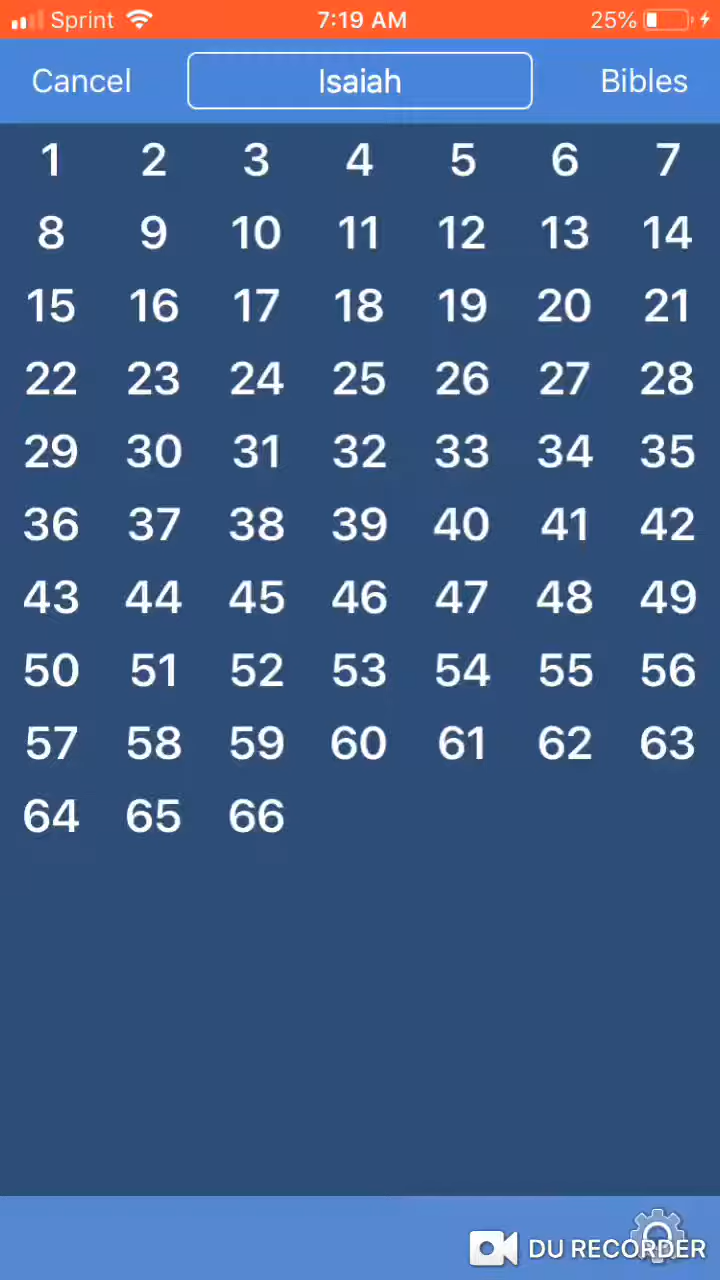 Sprint 7:19 AM 25%
Cancel Isaiah Bibles
1 2 3 4 5 6 7
8 9 10 11 12 13 14
15 16 17 18 19 20 21
22 23 24 25 26 27 28
29 30 31 32 33 34 35
36 37 38 39 40 41 42
43 44 45 46 47 48 49
50 51 52 53 54 55 56
57 58 59 60 61 62 63
64 65 66
DU RECORDER